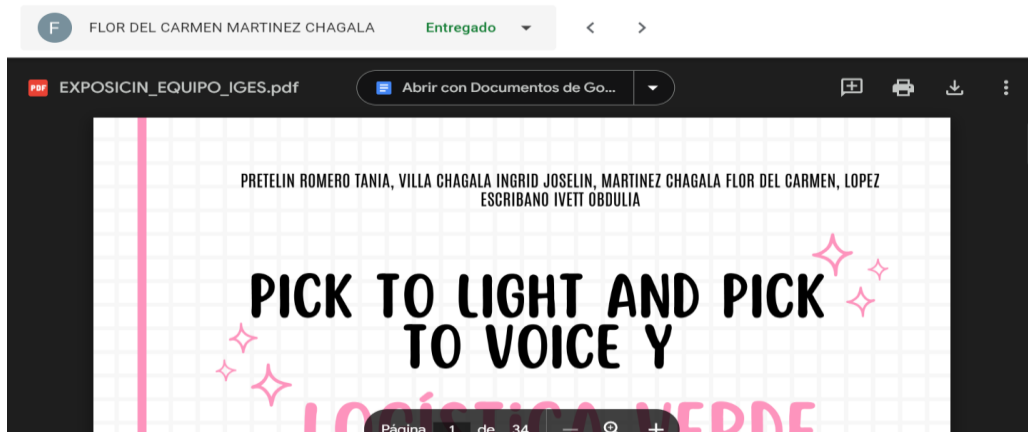 F FLOR DEL CARMEN MARTINEZ CHAGALA Entregado
PDF EXPOSICIN_EQUIPO_IGES.pdf Abrir con Documentos de Go...
PRETELIN ROMERO TANIA, VILLA CHAGALA INGRID JOSELIN, MARTINEZ CHAGALA FLOR DEL CARMEN, LOPEZ
ESCRIBANO IVETT OBDULIA
PICK TO LIGHT AND PICK
TO VOICE Y
LOGÍSTICA VERDE
Página 1 de 34